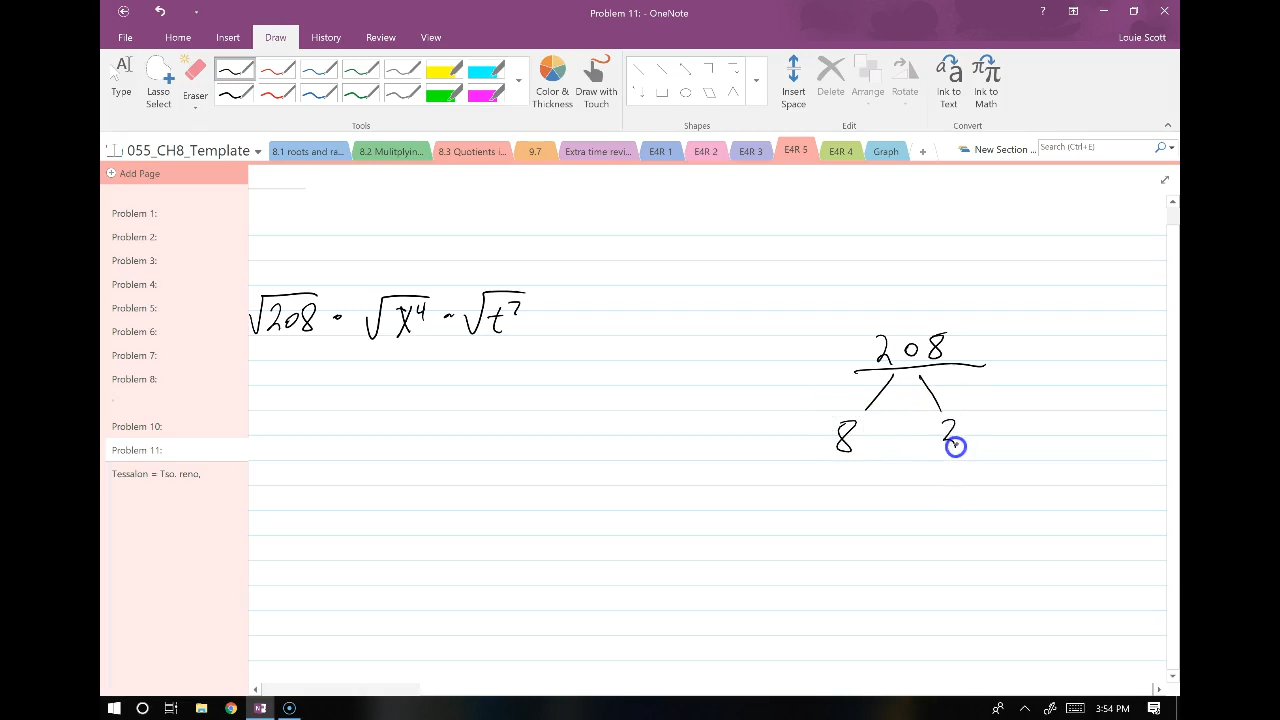 Problem 11: - OneNote
File Home Insert Draw History Review View Louie Scott
Type Lasso Select Eraser Color & Thickness Draw with Touch Insert Space Delete Arrange Rotate Ink to Text Ink to Math
Tools Shapes Edit Convert
055_CH8_Template 8.1 roots and ra... 8.2 Mulitplyin... 8.3 Quotients i... 9.7 Extra time revi... E4R 1 E4R 2 E4R 3 E4R 5 E4R 4 Graph New Section ... Search (Ctrl+E)
Add Page
Problem 1:
Problem 2:
Problem 3:
Problem 4:
Problem 5:
Problem 6:
Problem 7:
Problem 8:
Problem 10:
Problem 11:
Tessalon = Tso. reno,
√208 · √x⁴ · √t⁷
208
8 2
3:54 PM